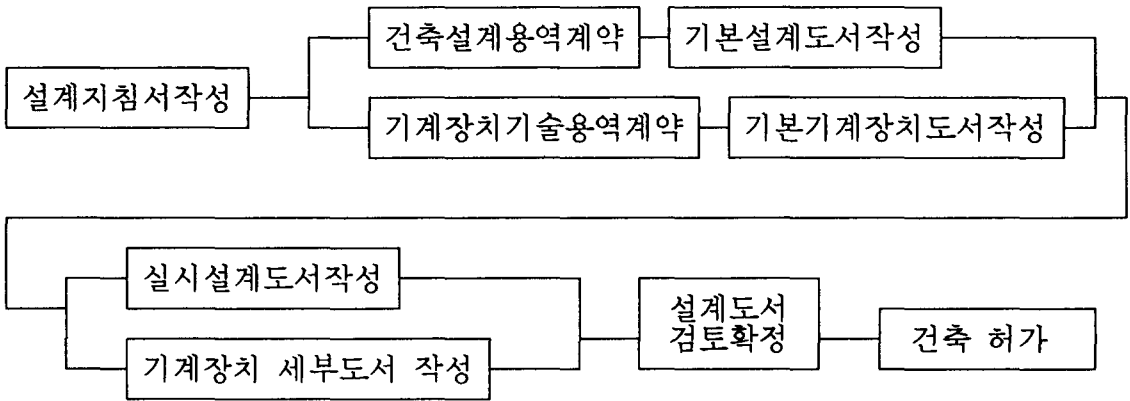 건축설계용역계약
기본설계도서작성
설계지침서작성
기계장치기술용역계약
기본기계장치도서작성
실시설계도서작성
설계도서
검토확정
건축 허가
기계장치 세부도서 작성